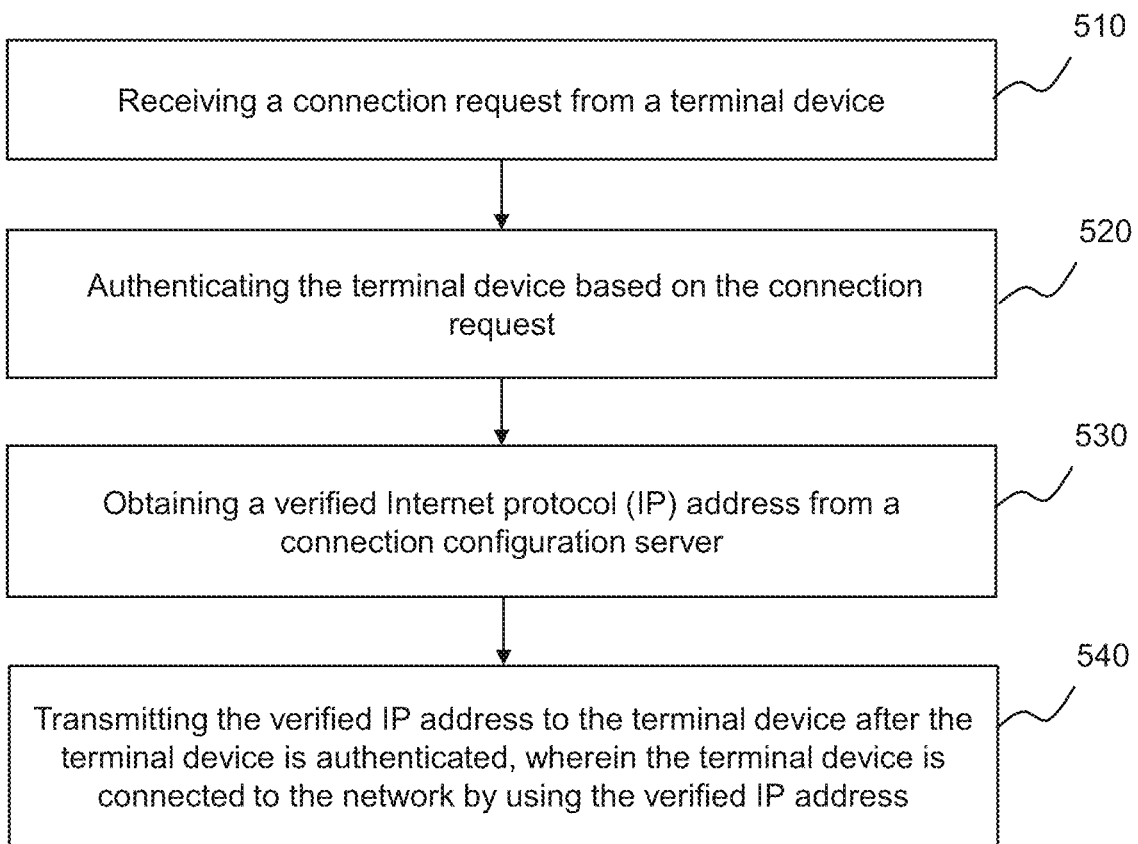 510
Receiving a connection request from a terminal device
520
Authenticating the terminal device based on the connection
request
530
Obtaining a verified Internet protocol (IP) address from a
connection configuration server
540
Transmitting the verified IP address to the terminal device after the
terminal device is authenticated, wherein the terminal device is
connected to the network by using the verified IP address